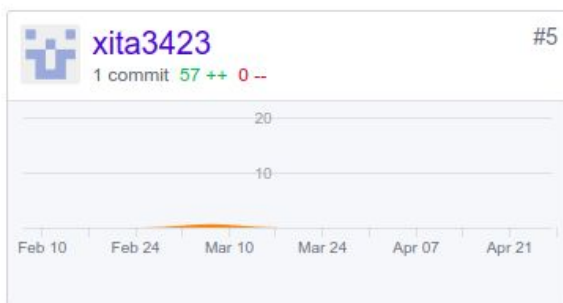 xita3423
#5
1 commit 57 ++ 0 --
20
10
Feb 10 Feb 24 Mar 10 Mar 24 Apr 07 Apr 21